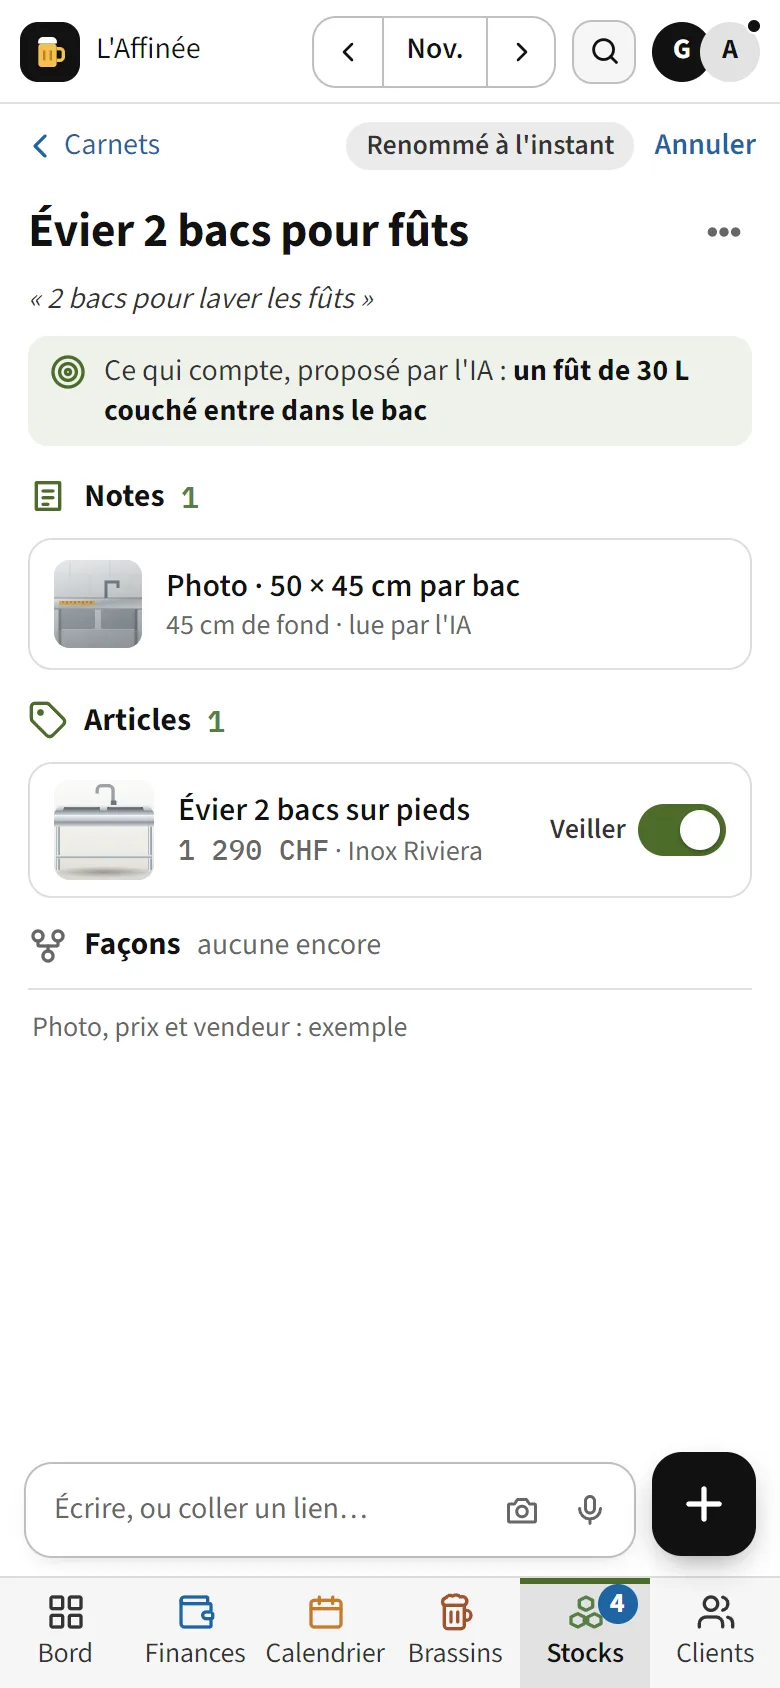 L'Affinée
Nov.
G
A
Carnets
Renommé à l'instant
Annuler
Évier 2 bacs pour fûts
« 2 bacs pour laver les fûts »
Ce qui compte, proposé par l'IA : un fût de 30 L
couché entre dans le bac
Notes 1
Photo · 50 × 45 cm par bac
45 cm de fond · lue par l'IA
Articles 1
Évier 2 bacs sur pieds
1 290 CHF · Inox Riviera
Veiller
Façons aucune encore
Photo, prix et vendeur : exemple
Écrire, ou coller un lien…
4
Bord
Finances
Calendrier
Brassins
Stocks
Clients